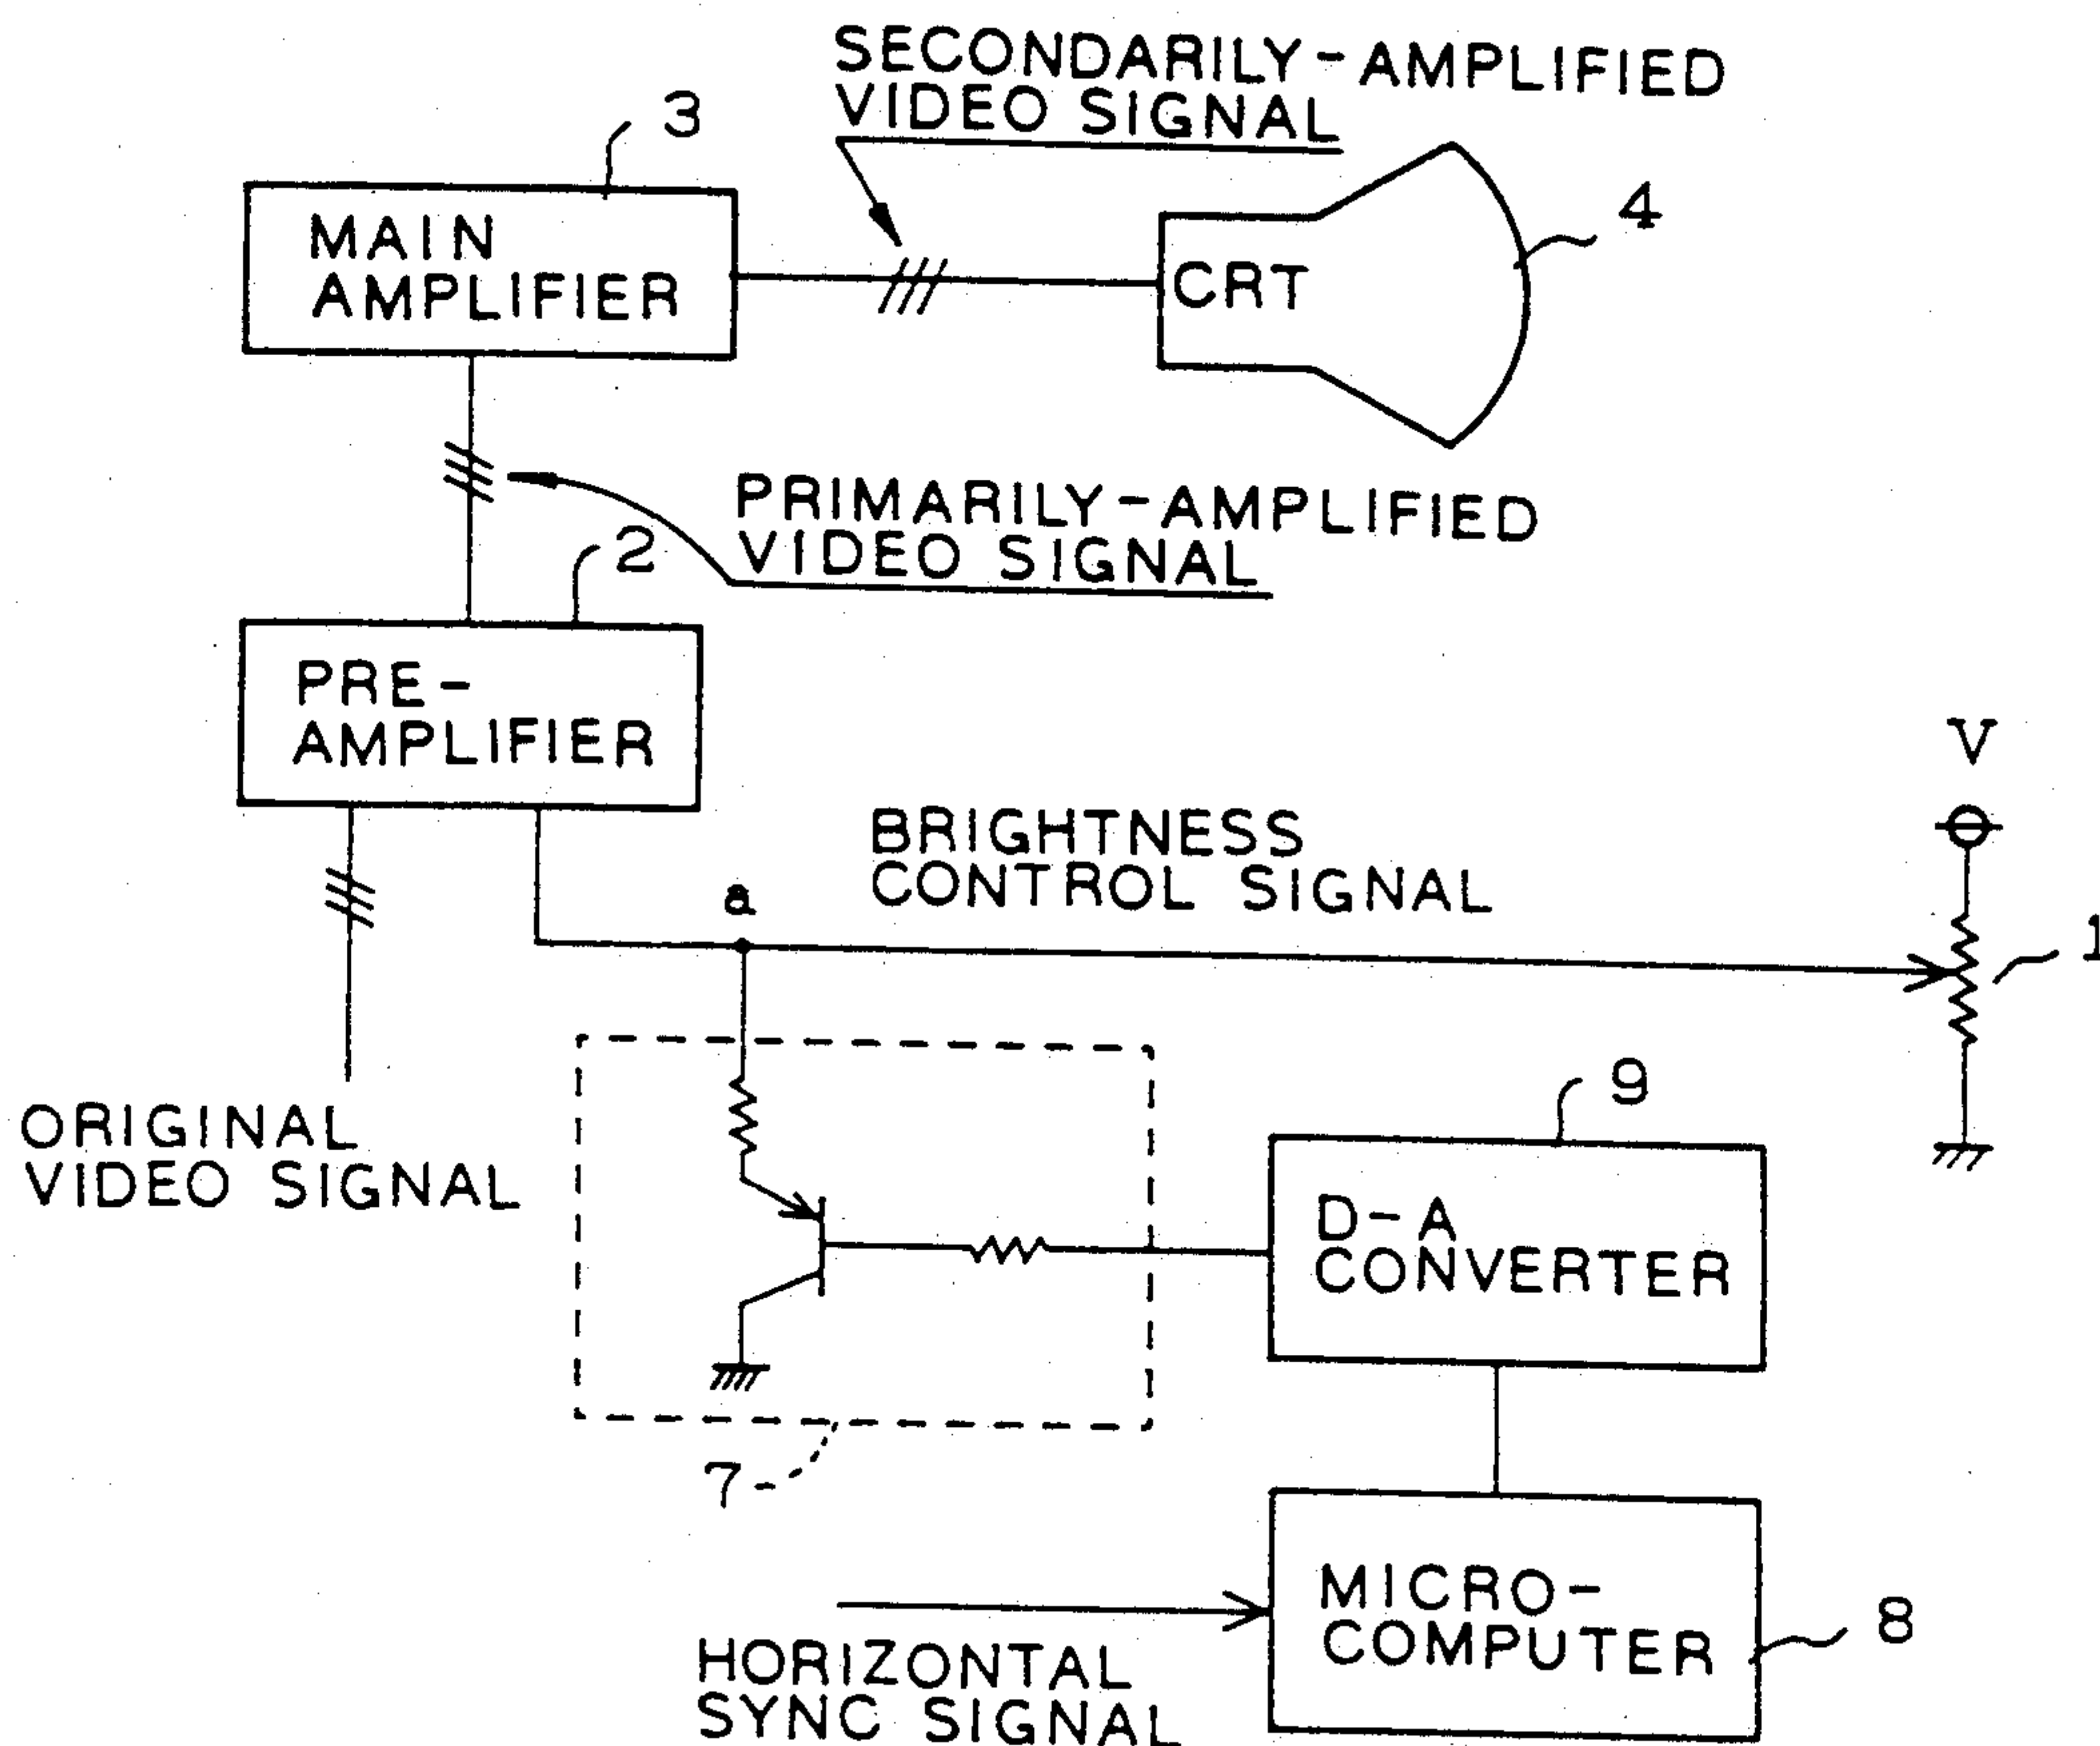 SECONDARILY-AMPLIFIED
VIDEO SIGNAL
3
MAIN
AMPLIFIER
CRT
4
PRIMARILY-AMPLIFIED
VIDEO SIGNAL
2
PRE-
AMPLIFIER
V
BRIGHTNESS
CONTROL SIGNAL
a
1
ORIGINAL
VIDEO SIGNAL
9
D-A
CONVERTER
7
MICRO-
COMPUTER
8
HORIZONTAL
SYNC SIGNAL